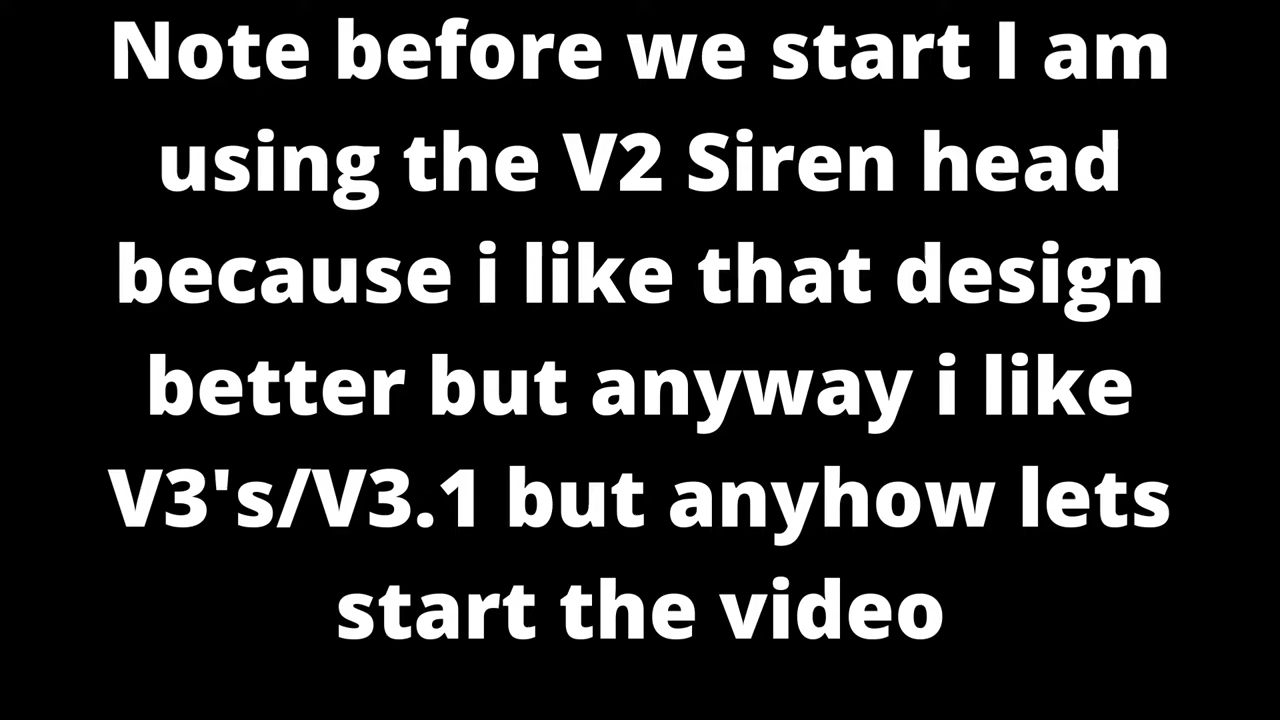 Note before we start I am
using the V2 Siren head
because i like that design
better but anyway i like
V3's/V3.1 but anyhow lets
start the video